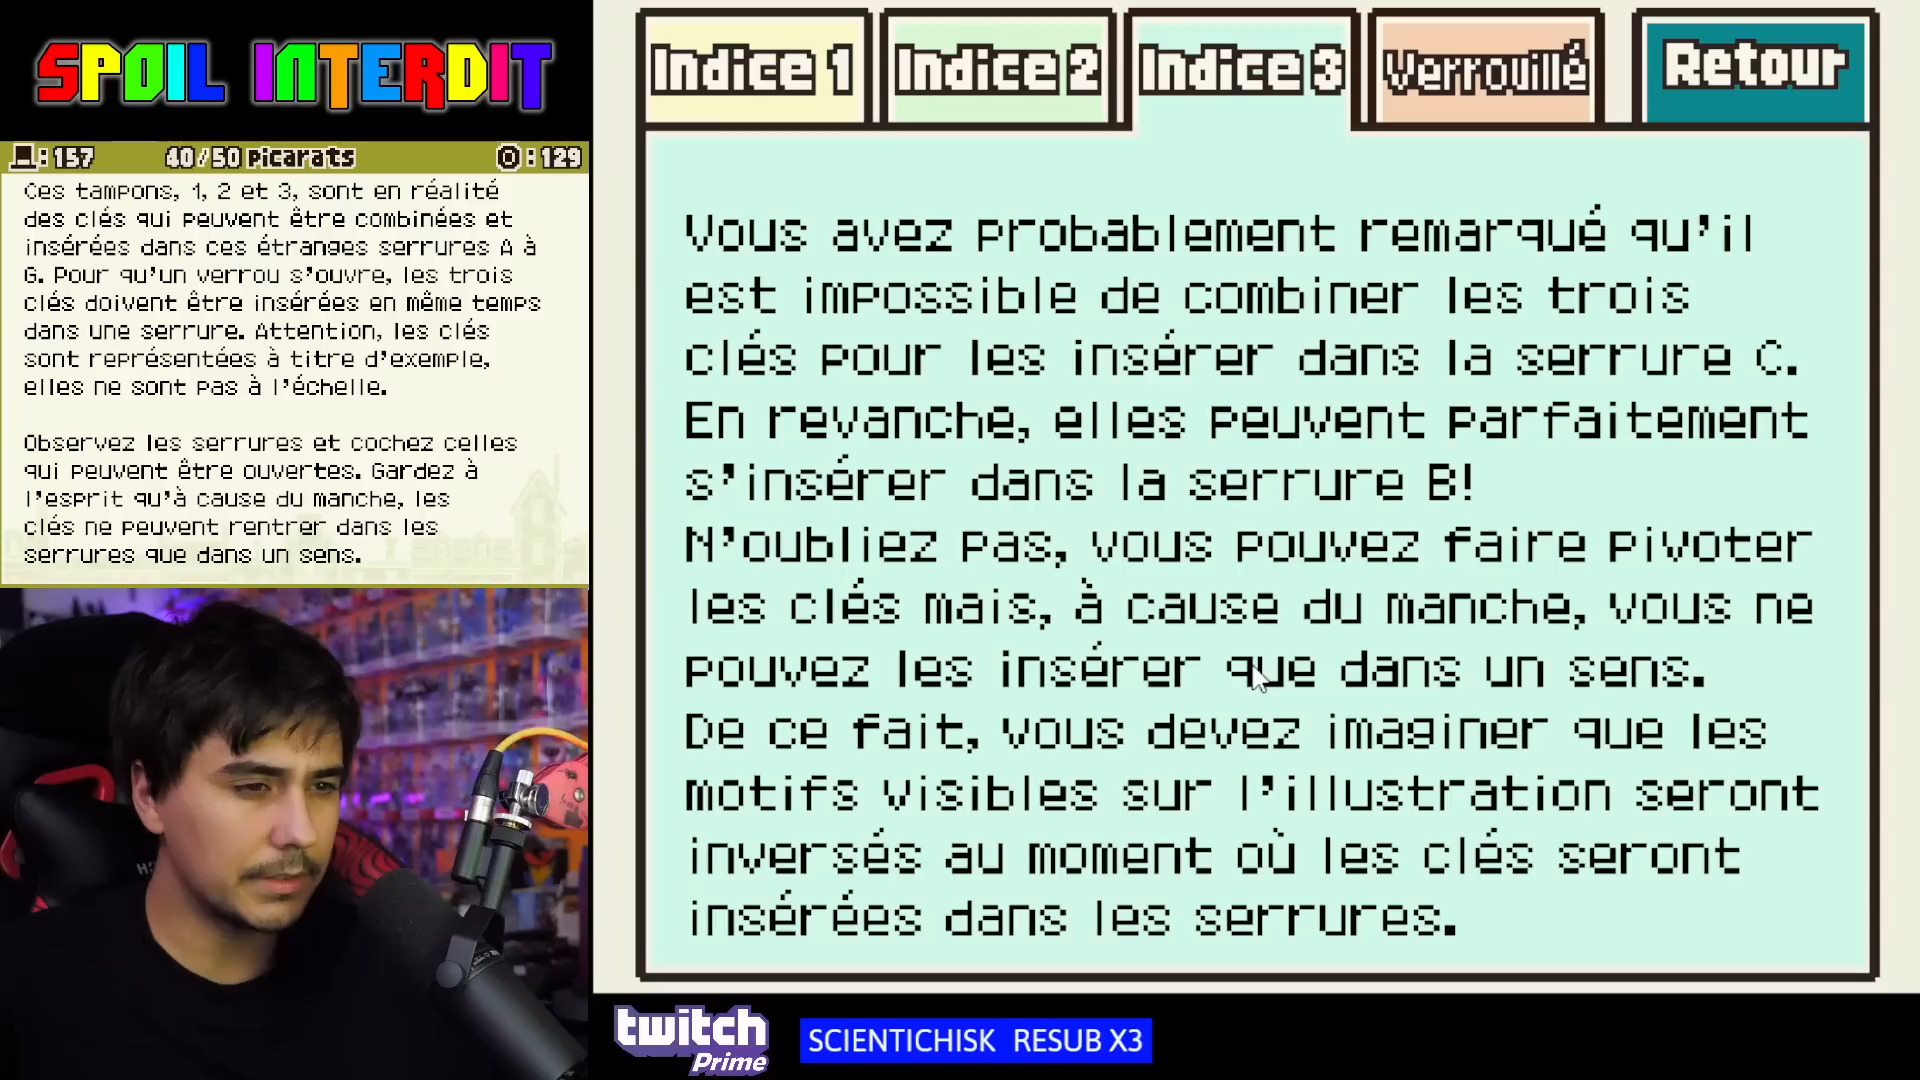 SPOIL INTERDIT
:157
40/50 picarats
:129
Ces tampons, 1, 2 et 3, sont en réalité
des clés qui peuvent être combinées et
insérées dans ces étranges serrures A à
G. Pour qu'un verrou s'ouvre, les trois
clés doivent être insérées en même temps
dans une serrure. Attention, les clés
sont représentées à titre d'exemple,
elles ne sont pas à l'échelle.
Observez les serrures et cochez celles
qui peuvent être ouvertes. Gardez à
l'esprit qu'à cause du manche, les
clés ne peuvent rentrer dans les
serrures que dans un sens.
Indice 1
Indice 2
Indice 3
Verrouillé
Retour
Vous avez probablement remarqué qu'il
est impossible de combiner les trois
clés pour les insérer dans la serrure C.
En revanche, elles peuvent parfaitement
s'insérer dans la serrure B!
N'oubliez pas, vous pouvez faire pivoter
les clés mais, à cause du manche, vous ne
pouvez les insérer que dans un sens.
De ce fait, vous devez imaginer que les
motifs visibles sur l'illustration seront
inversés au moment où les clés seront
insérées dans les serrures.
twitch
Prime
SCIENTICHISK RESUB X3